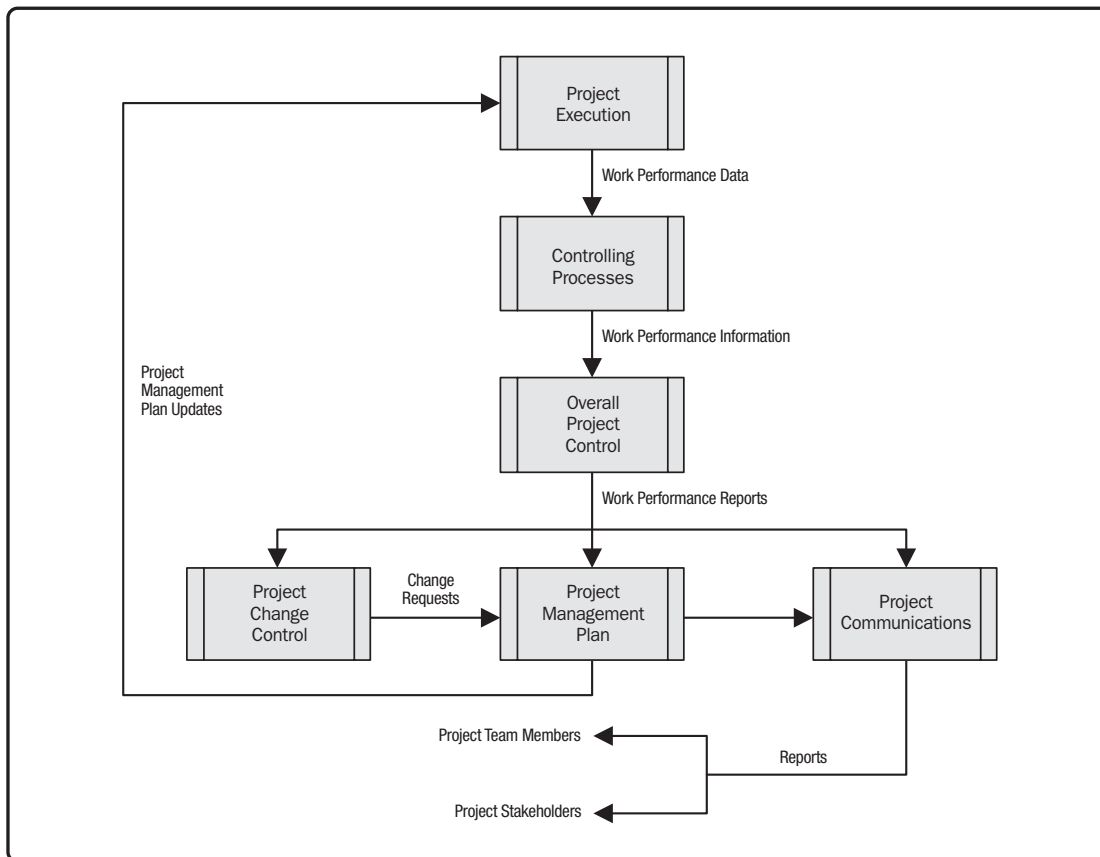 Project
Execution
Work Performance Data
Controlling
Processes
Work Performance Information
Project
Management
Plan Updates
Overall
Project
Control
Work Performance Reports
Project
Change
Control
Change
Requests
Project
Management
Plan
Project
Communications
Project Team Members
Reports
Project Stakeholders